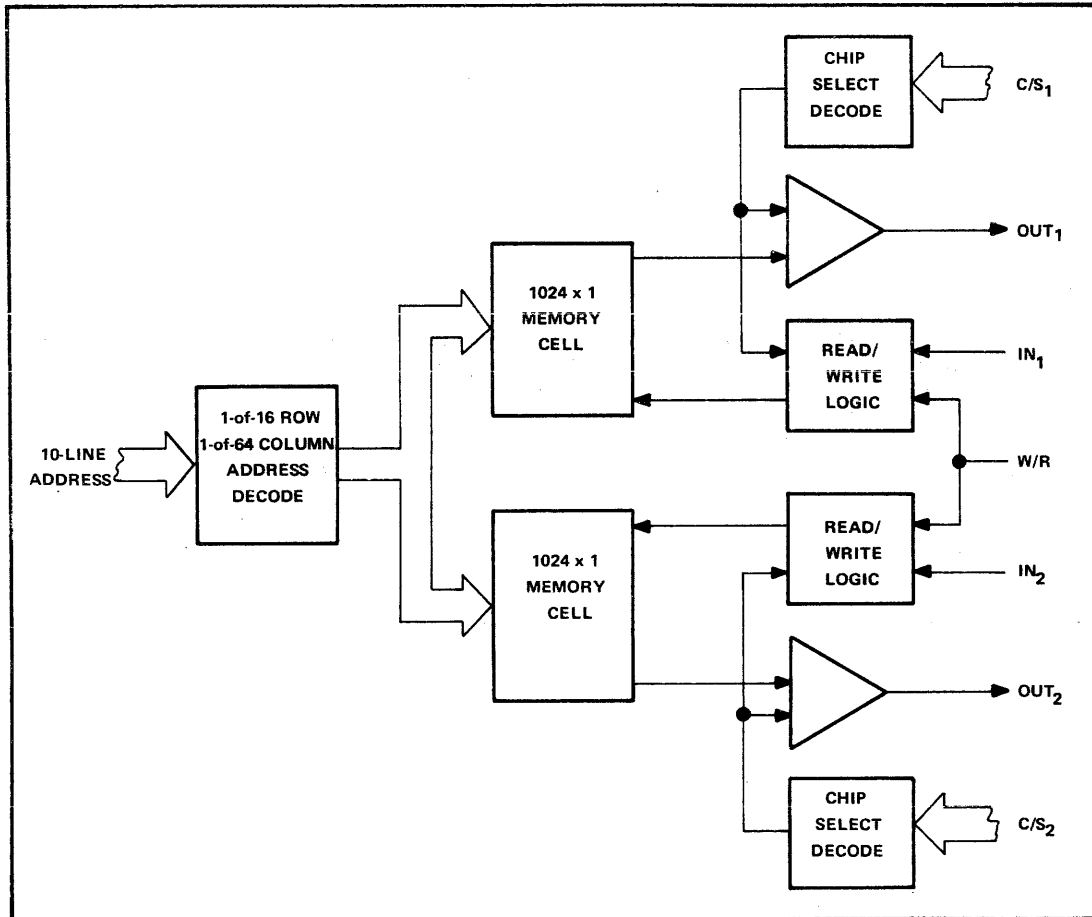 CHIP
SELECT
DECODE
C/S1
OUT1
1024 x 1
MEMORY
CELL
READ/
WRITE
LOGIC
IN1
1-of-16 ROW
1-of-64 COLUMN
ADDRESS
DECODE
10-LINE
ADDRESS
W/R
1024 x 1
MEMORY
CELL
READ/
WRITE
LOGIC
IN2
OUT2
CHIP
SELECT
DECODE
C/S2